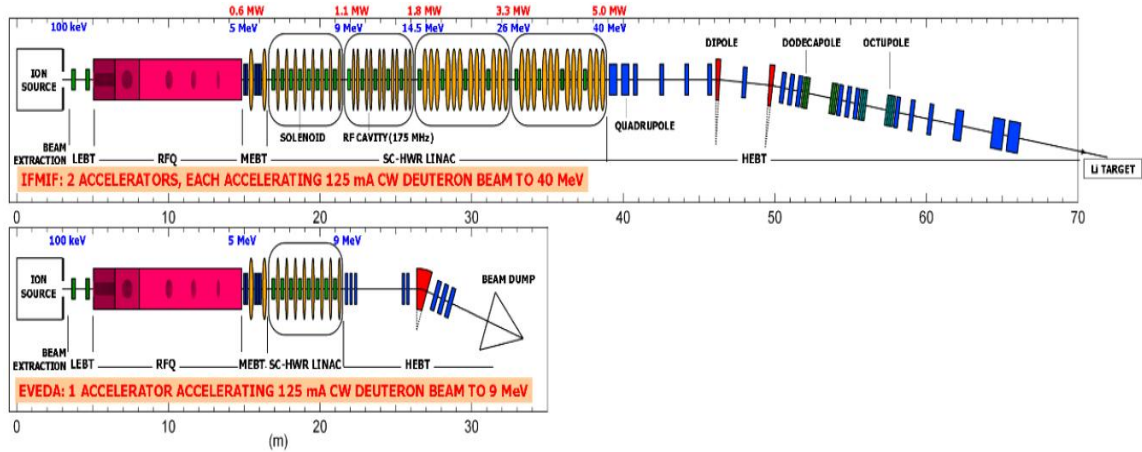 0.6 MW 1.1 MW 1.8 MW 3.3 MW 5.0 MW
100 keV 5 MeV 9 MeV 14.5 MeV 26 MeV 40 MeV
ION SOURCE
DIPOLE DODECAPOLE OCTUPOLE
SOLENOID RF CAVITY (175 MHz) QUADRUPOLE
BEAM EXTRACTION LEBT RFQ MEBT SC-HWR LINAC HEBT
Li TARGET
IFMIF: 2 ACCELERATORS, EACH ACCELERATING 125 mA CW DEUTERON BEAM TO 40 MeV
0 10 20 30 40 50 60 70
100 keV 5 MeV 9 MeV
ION SOURCE
BEAM DUMP
BEAM EXTRACTION LEBT RFQ MEBT SC-HWR LINAC HEBT
EVEDA: 1 ACCELERATOR ACCELERATING 125 mA CW DEUTERON BEAM TO 9 MeV
0 10 20 30
(m)